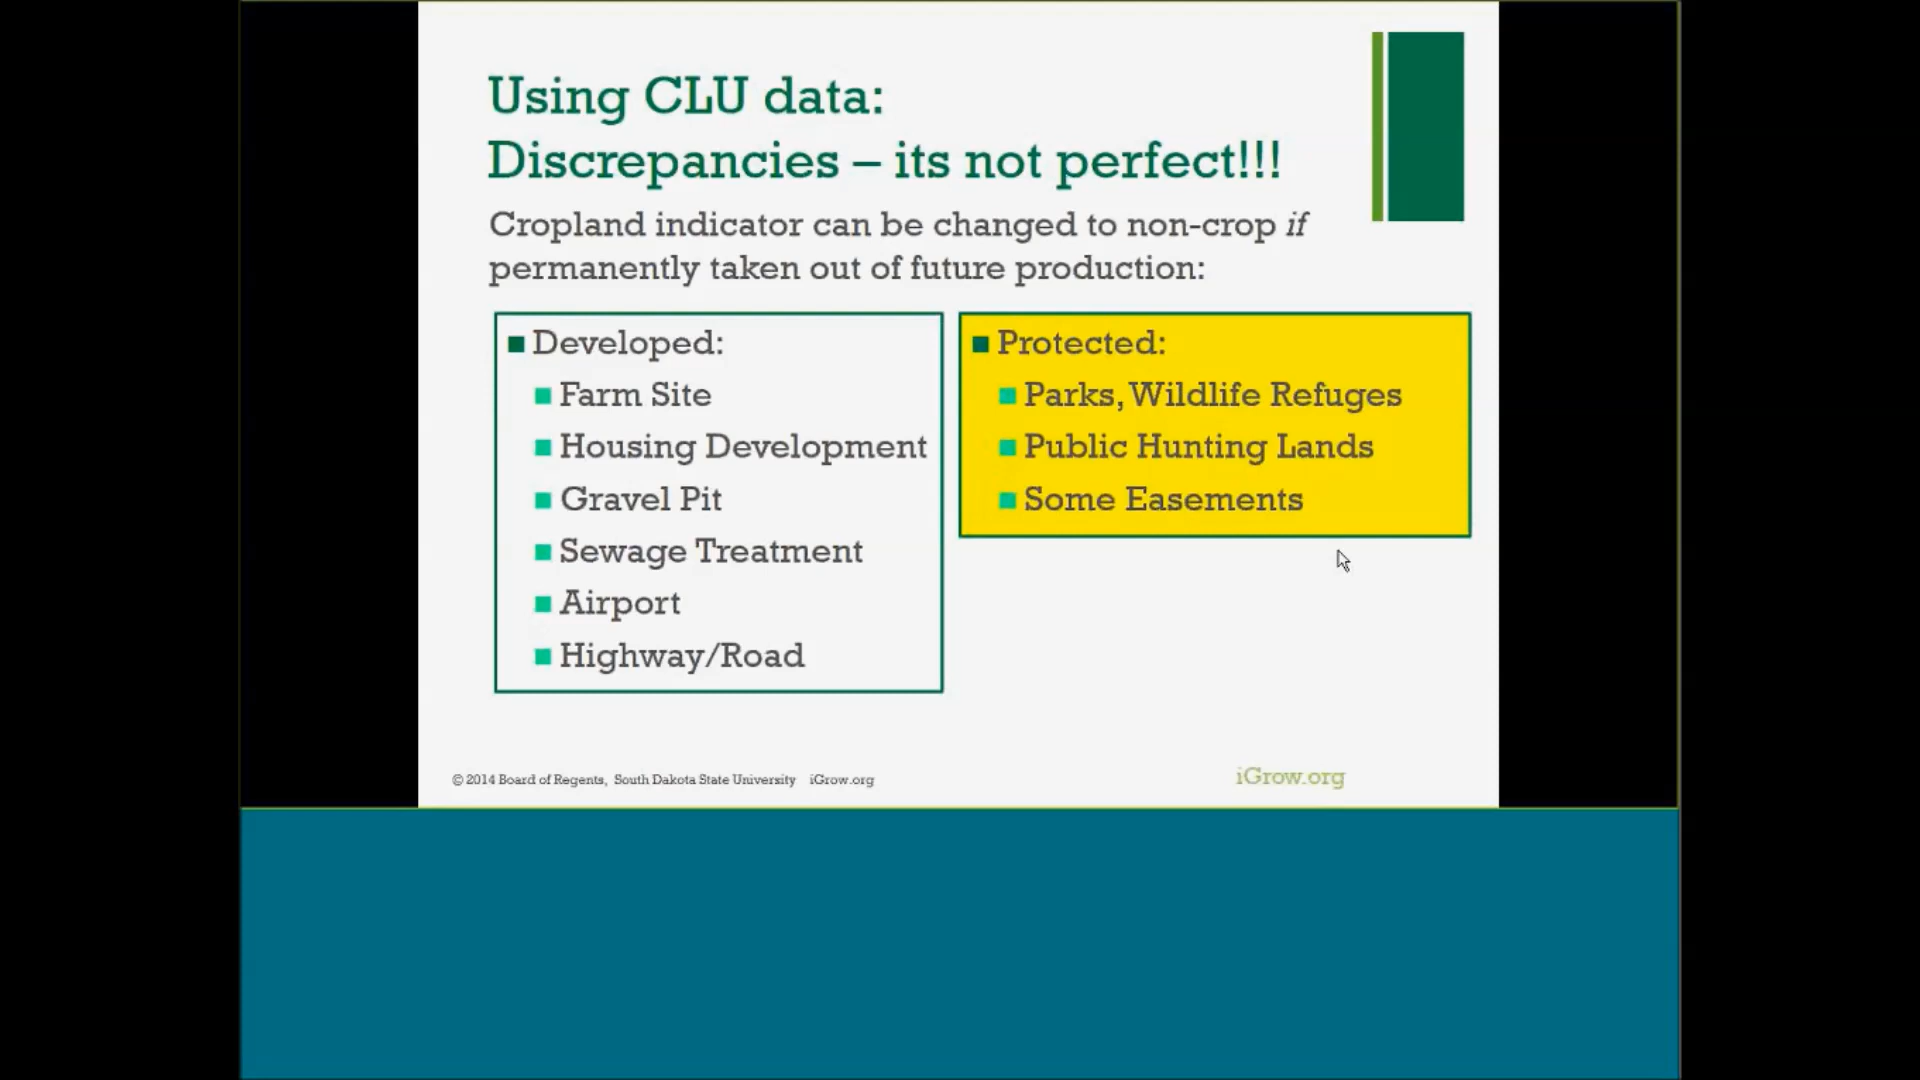 Using CLU data:
Discrepancies – its not perfect!!!
Cropland indicator can be changed to non-crop if
permanently taken out of future production:
Developed:
Farm Site
Housing Development
Gravel Pit
Sewage Treatment
Airport
Highway/Road
Protected:
Parks, Wildlife Refuges
Public Hunting Lands
Some Easements
© 2014 Board of Regents, South Dakota State University iGrow.org
iGrow.org